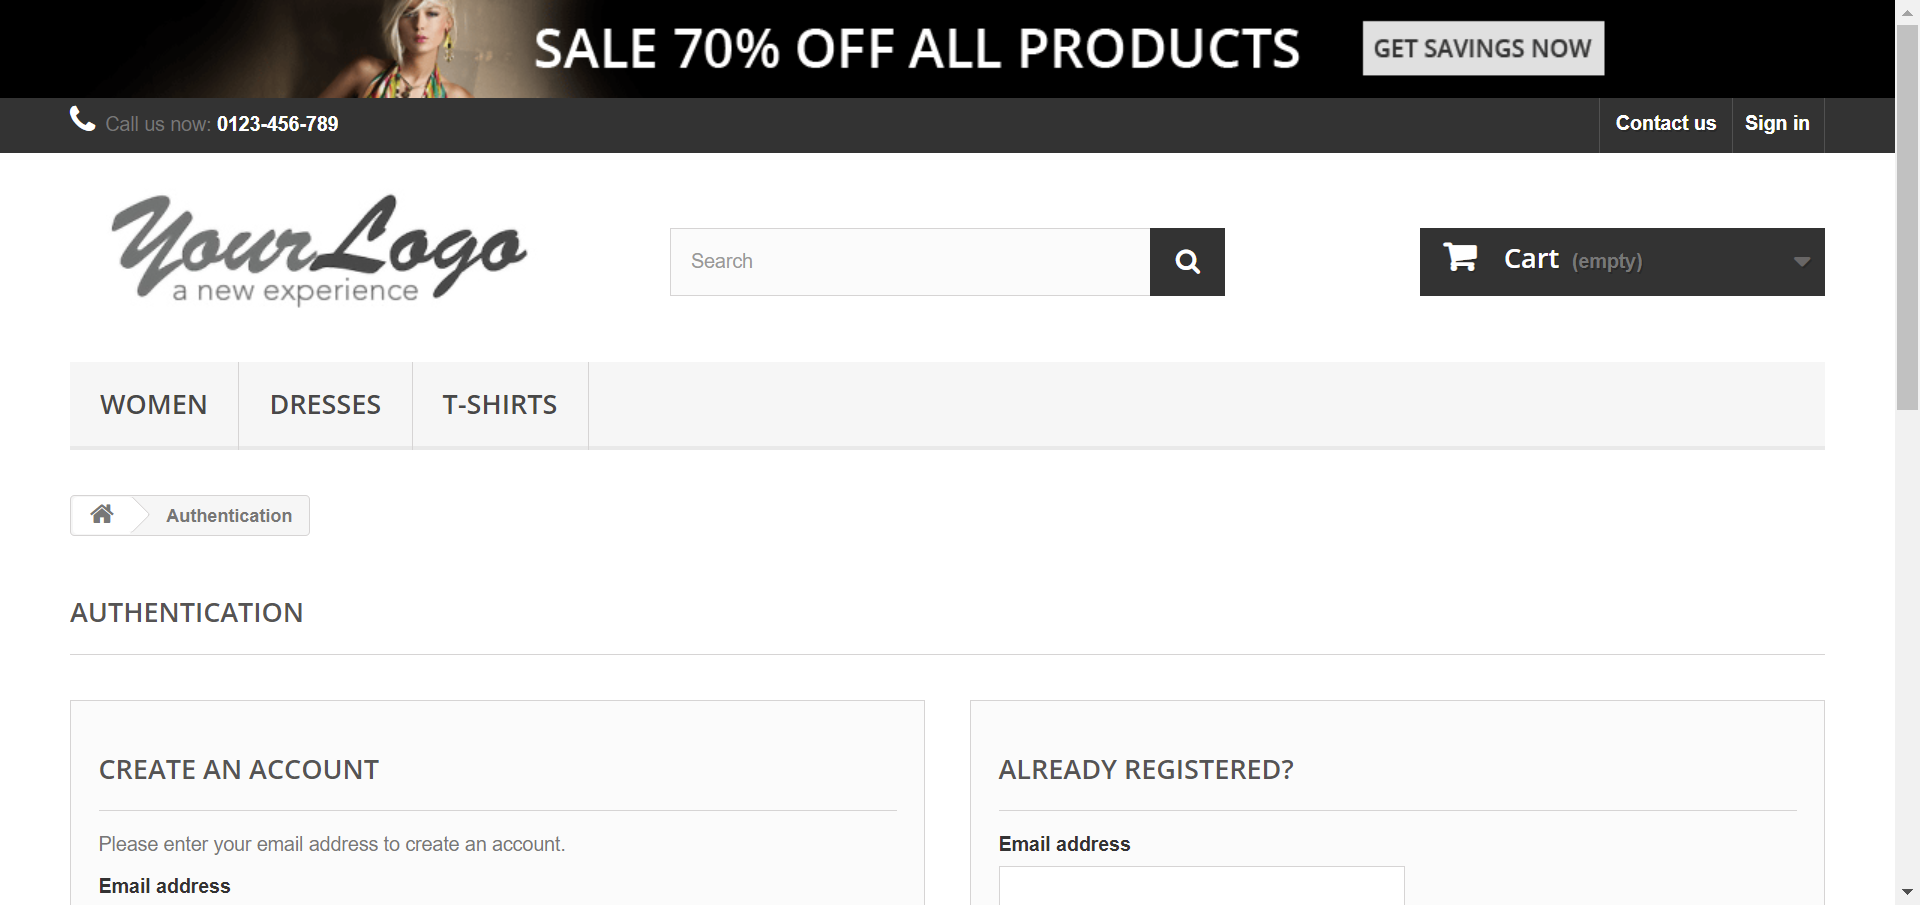 SALE 70% OFF ALL PRODUCTS GET SAVINGS NOW
Call us now: 0123-456-789 Contact us Sign in
Your Logo
a new experience
Search
Cart (empty)
WOMEN DRESSES T-SHIRTS
Authentication
AUTHENTICATION
CREATE AN ACCOUNT
Please enter your email address to create an account.
Email address
ALREADY REGISTERED?
Email address